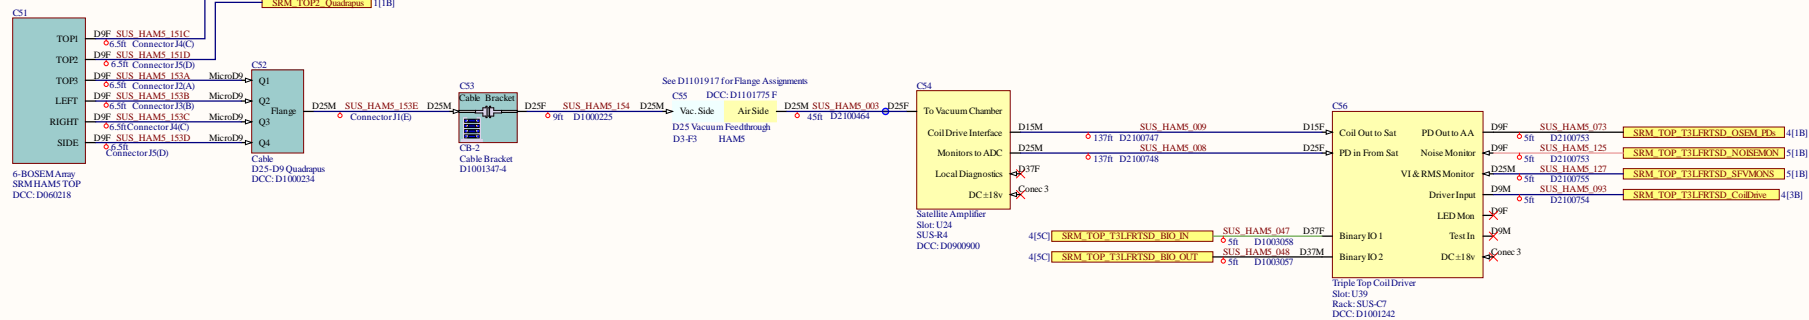 SRM_TOP2_Quadrapus 1[1B]
C51
TOP1 D9F SUS_HAM5_151C
6.5ft Connector J4(C)
TOP2 D9F SUS_HAM5_151D
6.5ft Connector J5(D)
TOP3 D9F SUS_HAM5_153A MicroD9
6.5ft Connector J2(A)
LEFT D9F SUS_HAM5_153B MicroD9
6.5ft Connector J3(B)
RIGHT D9F SUS_HAM5_153C MicroD9
6.5ft Connector J4(C)
SIDE D9F SUS_HAM5_153D MicroD9
6.5ft
Connector J5(D)
6-BOSEM Array
SRM HAM5 TOP
DCC: D060218
C52
Q1
Q2
Flange
Q3
Q4
Cable
D25-D9 Quadrapus
DCC: D1000234
D25M SUS_HAM5_153E D25M
Connector J1(E)
C53
Cable Bracket
CB-2
Cable Bracket
D1001347-4
D25F SUS_HAM5_154 D25M
9ft D1000225
See D1101917 for Flange Assignments
C55 DCC: D1101775 F
Vac. Side Air Side
D25 Vacuum Feedthrough
D3-F3 HAM5
D25M SUS_HAM5_003 D25F
45ft D2100464
C54
To Vacuum Chamber
Coil Drive Interface
Monitors to ADC
Local Diagnostics
DC ±18v
D37F
Conec 3
Satellite Amplifier
Slot: U24
SUS-R4
DCC: D0900900
D15M SUS_HAM5_009 D15F
137ft D2100747
D25M SUS_HAM5_008 D25F
137ft D2100748
4[5C] SRM_TOP_T3LFRTSD_BIO_IN SUS_HAM5_047 D37F
5ft D1003058
4[5C] SRM_TOP_T3LFRTSD_BIO_OUT SUS_HAM5_048 D37M
5ft D1003057
C56
Coil Out to Sat PD Out to AA
PD in From Sat Noise Monitor
VI & RMS Monitor
Driver Input
LED Mon
Binary IO 1 Test In
Binary IO 2 DC ±18v
Triple Top Coil Driver
Slot: U39
Rack: SUS-C7
DCC: D1001242
D9F SUS_HAM5_073 SRM_TOP_T3LFRTSD_OSEM_PDs 4[1B]
5ft D2100753
D9F SUS_HAM5_125 SRM_TOP_T3LFRTSD_NOISEMON 5[1B]
5ft D2100753
D25M SUS_HAM5_127 SRM_TOP_T3LFRTSD_SFVMONS 5[1B]
5ft D2100755
D9M SUS_HAM5_093 SRM_TOP_T3LFRTSD_CoilDrive 4[3B]
5ft D2100754
D9F
D9M
Conec 3